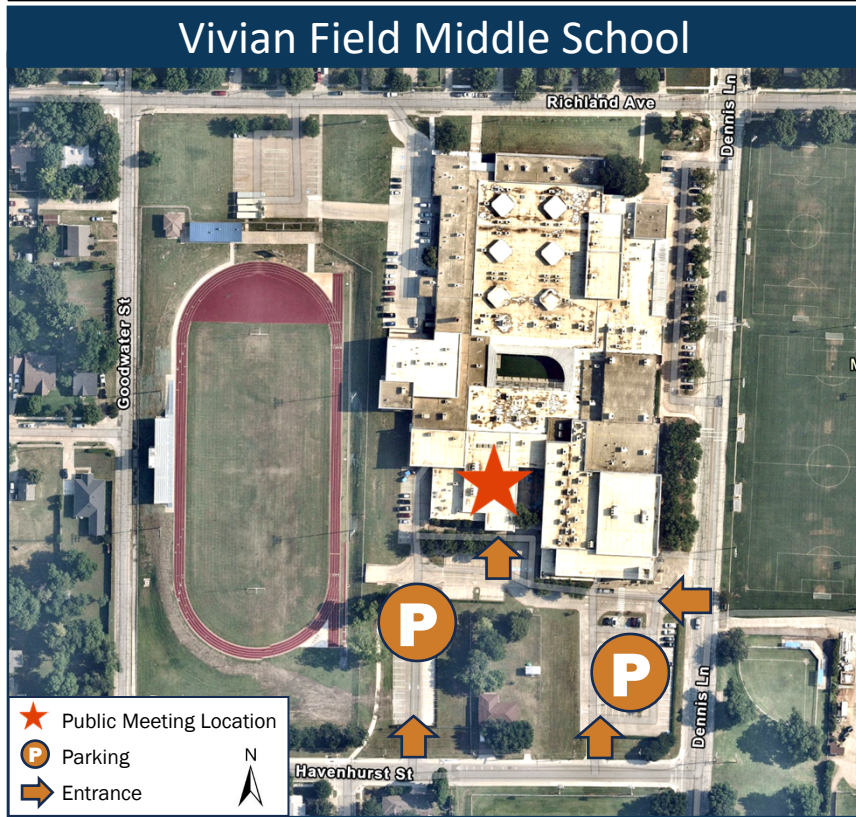 Vivian Field Middle School
Richland Ave
Dennis Ln
Goodwater St
P
P
Dennis Ln
Havenhurst St
Public Meeting Location
P Parking
Entrance
N
M